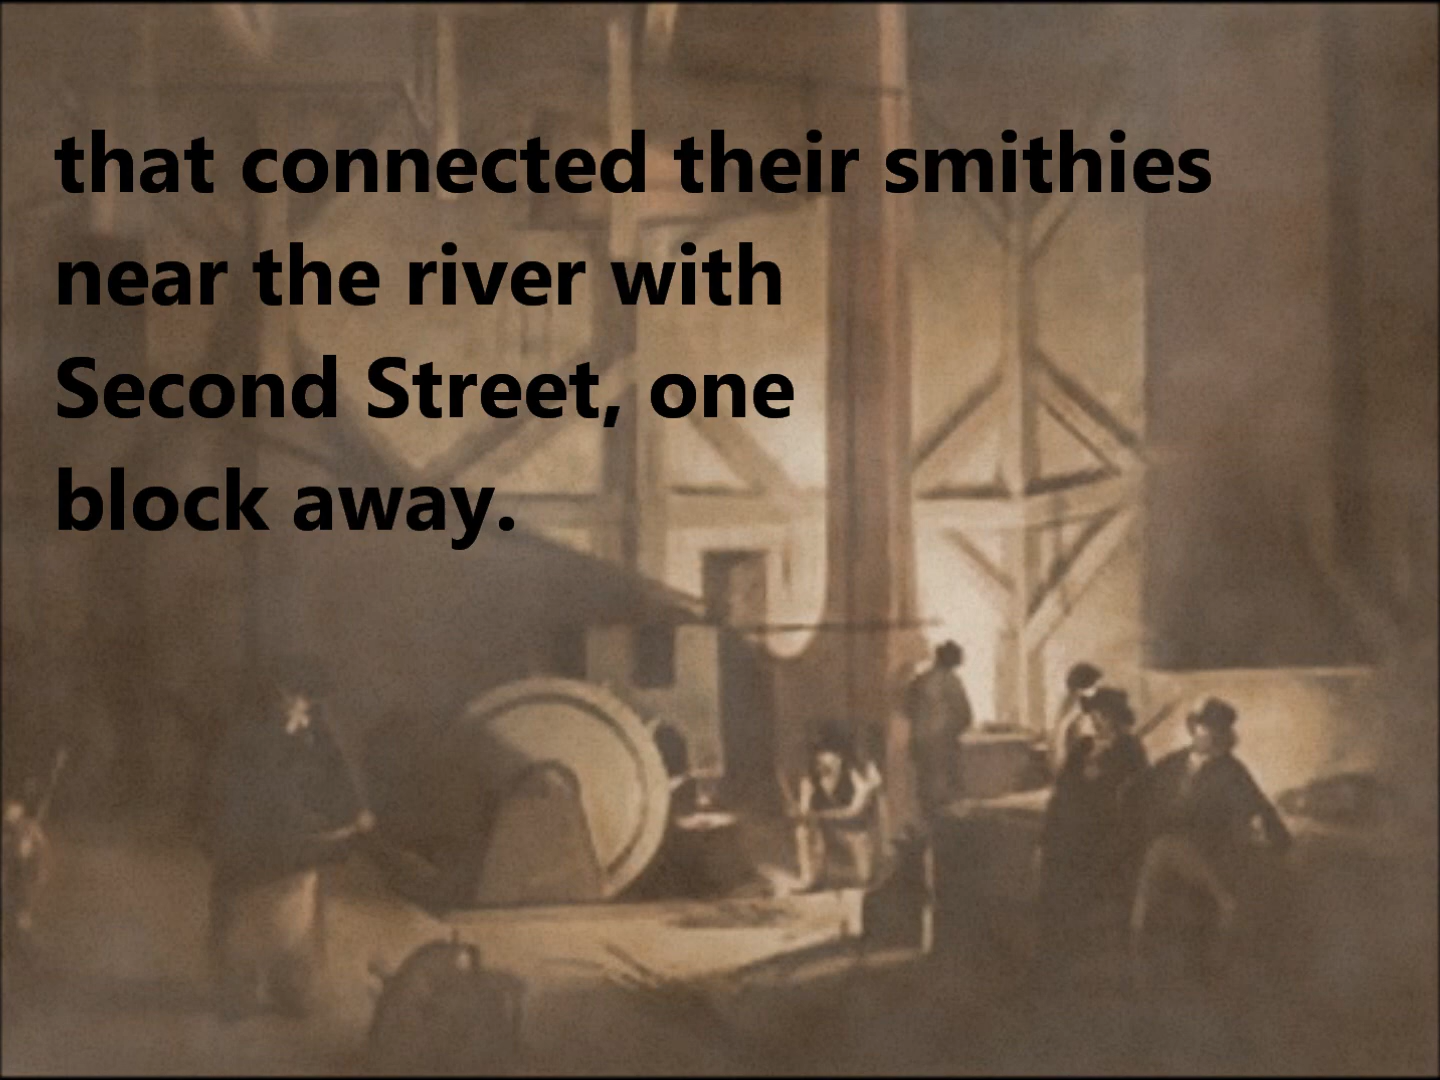 that connected their smithies
near the river with
Second Street, one
block away.